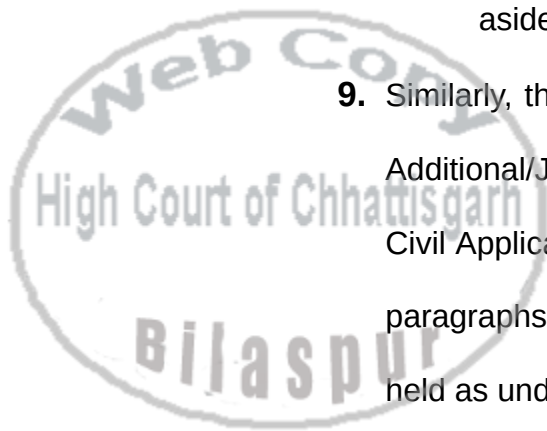 aside
Web Copy
9. Similarly, th
Additional/J
High Court of Chhattisgarh
Civil Applica
paragraphs
Bilaspur
held as und